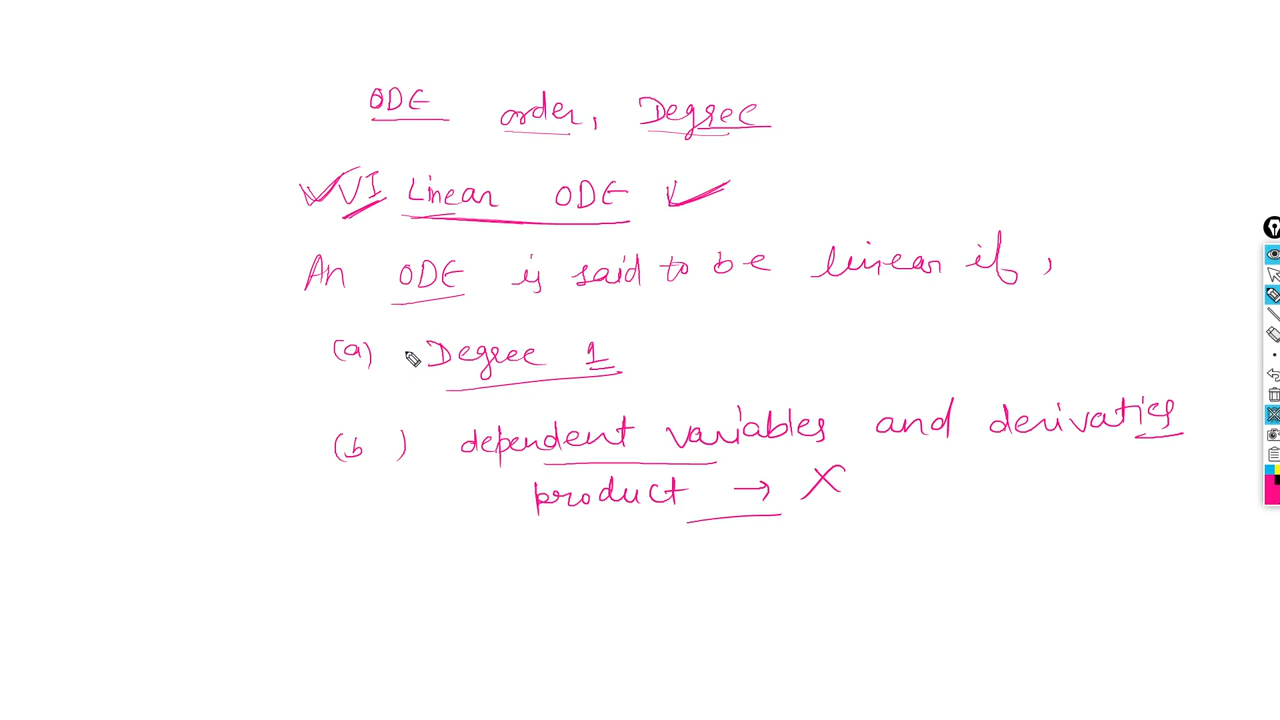 ODE order, Degree
VI Linear ODE
An ODE is said to be linear if,
(a) Degree 1
(b) dependent variables and derivaties
product → X